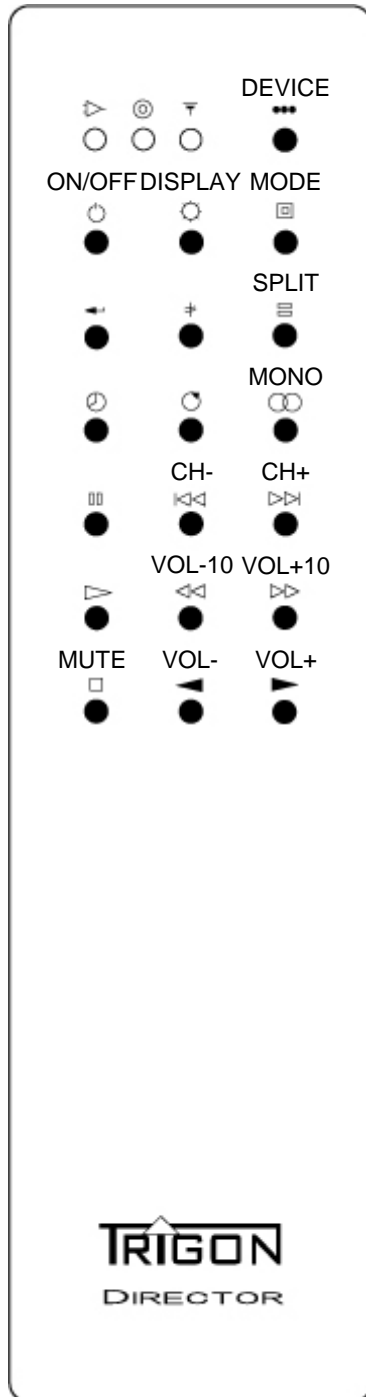 DEVICE
ON/OFF DISPLAY MODE
SPLIT
MONO
CH- CH+
VOL-10 VOL+10
MUTE VOL- VOL+
TRIGON
DIRECTOR